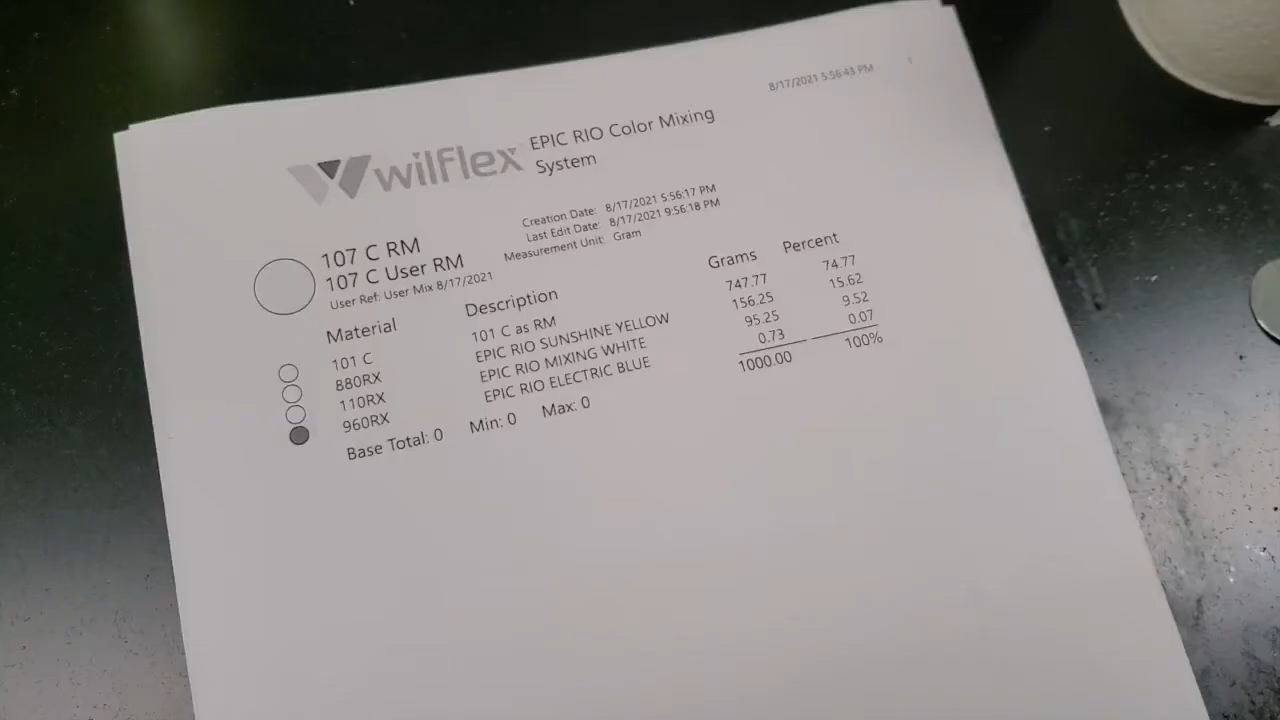 8/17/2021 5:56:43 PM 1
wilflex EPIC RIO Color Mixing
System
Creation Date: 8/17/2021 5:56:17 PM
Last Edit Date: 8/17/2021 9:56:18 PM
Measurement Unit: Gram
107 C RM
107 C User RM
User Ref: User Mix 8/17/2021
Material Description Grams Percent
101 C 101 C as RM 747.77 74.77
880RX EPIC RIO SUNSHINE YELLOW 156.25 15.62
110RX EPIC RIO MIXING WHITE 95.25 9.52
960RX EPIC RIO ELECTRIC BLUE 0.73 0.07
1000.00 100%
Base Total: 0 Min: 0 Max: 0